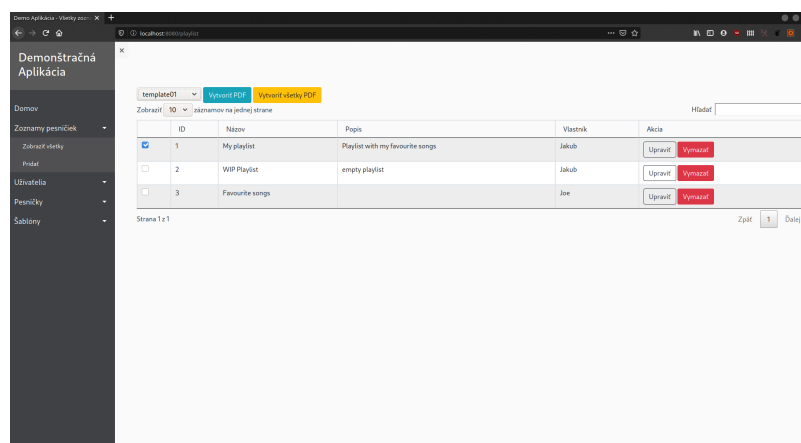 Demo Aplikácia - Všetky zozn
localhost:8080/playlist
Demonštračná
Aplikácia
Domov
Zoznamy pesničiek
Zobraziť všetky
Pridať
Užívatelia
Pesničky
Šablóny
template01 Vytvoriť PDF Vytvoriť všetky PDF
Zobraziť 10 záznamov na jednej strane Hľadať
ID Názov Popis Vlastník Akcia
1 My playlist Playlist with my favourite songs Jakub Upraviť Vymazať
2 WIP Playlist empty playlist Jakub Upraviť Vymazať
3 Favourite songs Joe Upraviť Vymazať
Strana 1 z 1 Zpäť 1 Ďalej